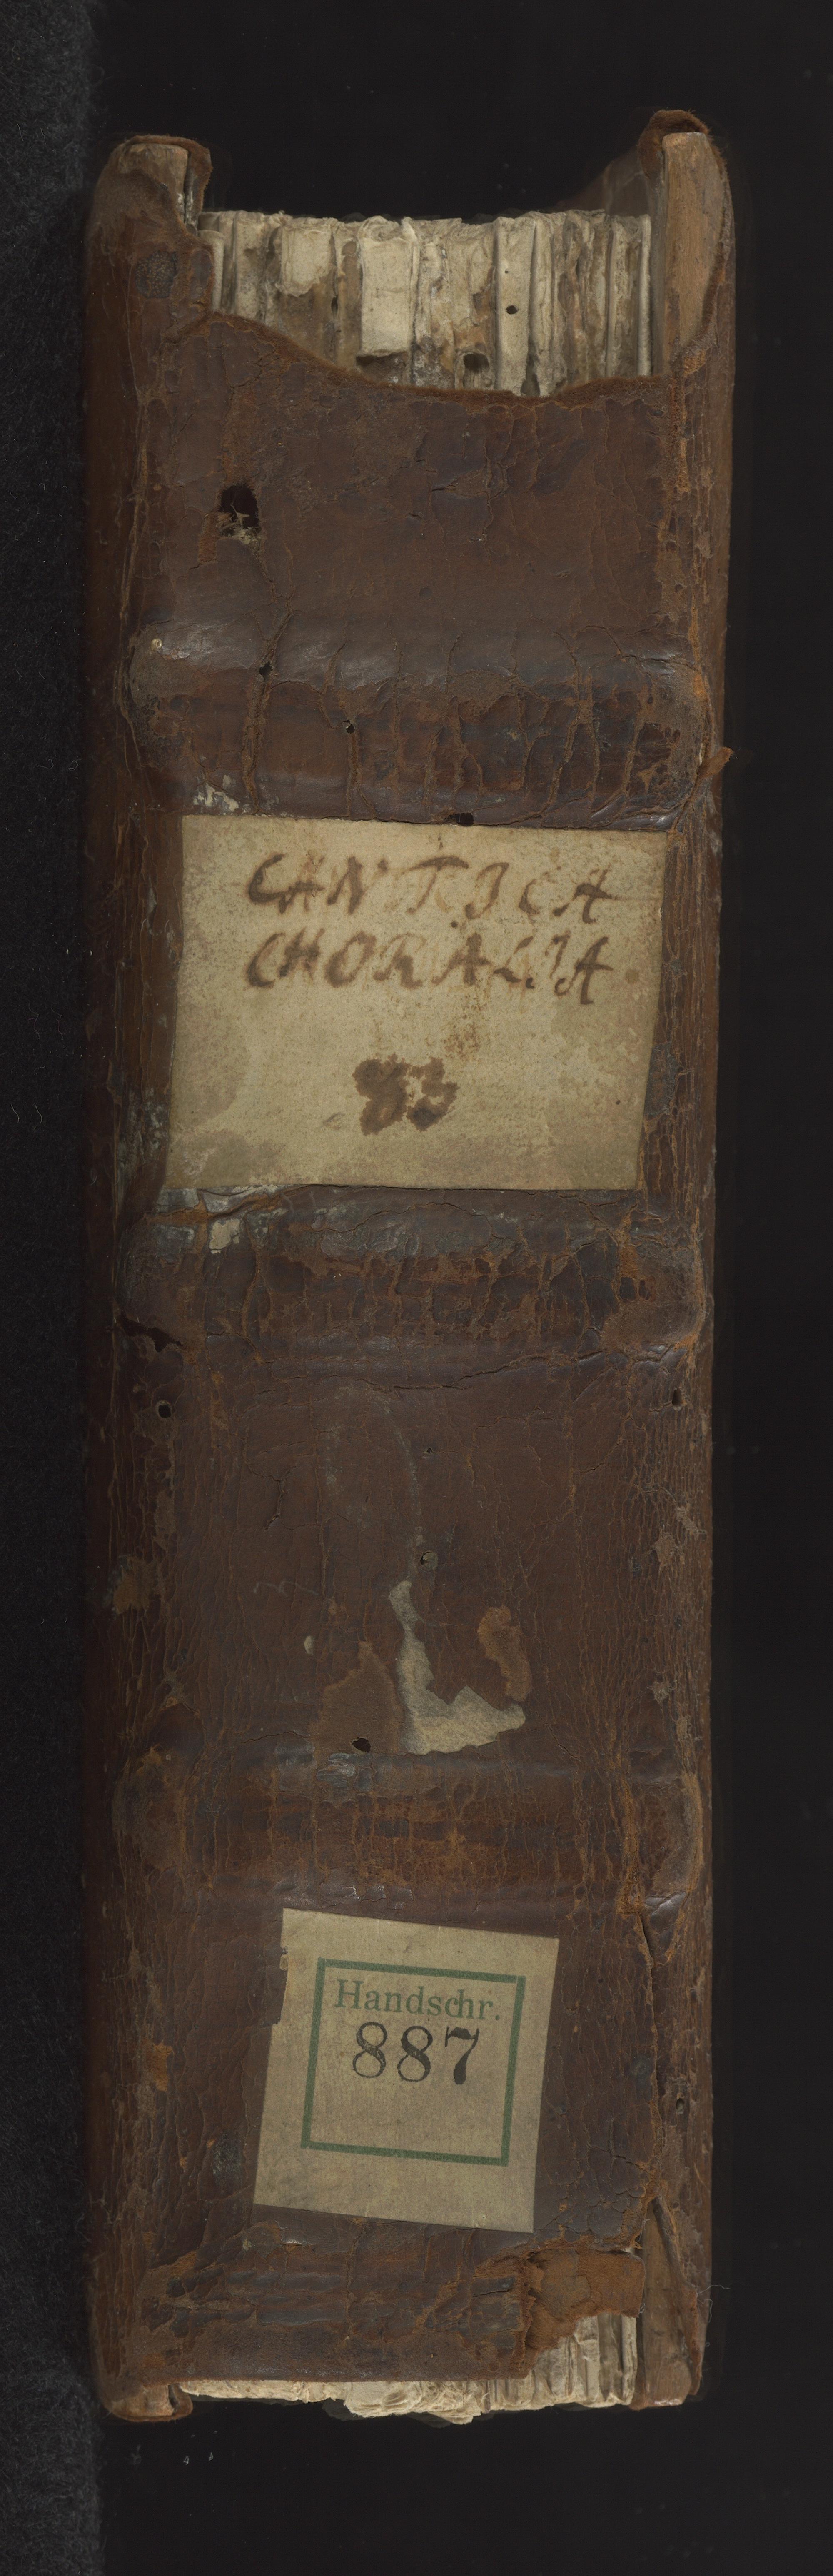 CANTICA
CHORALIA
83
Handschr.
887